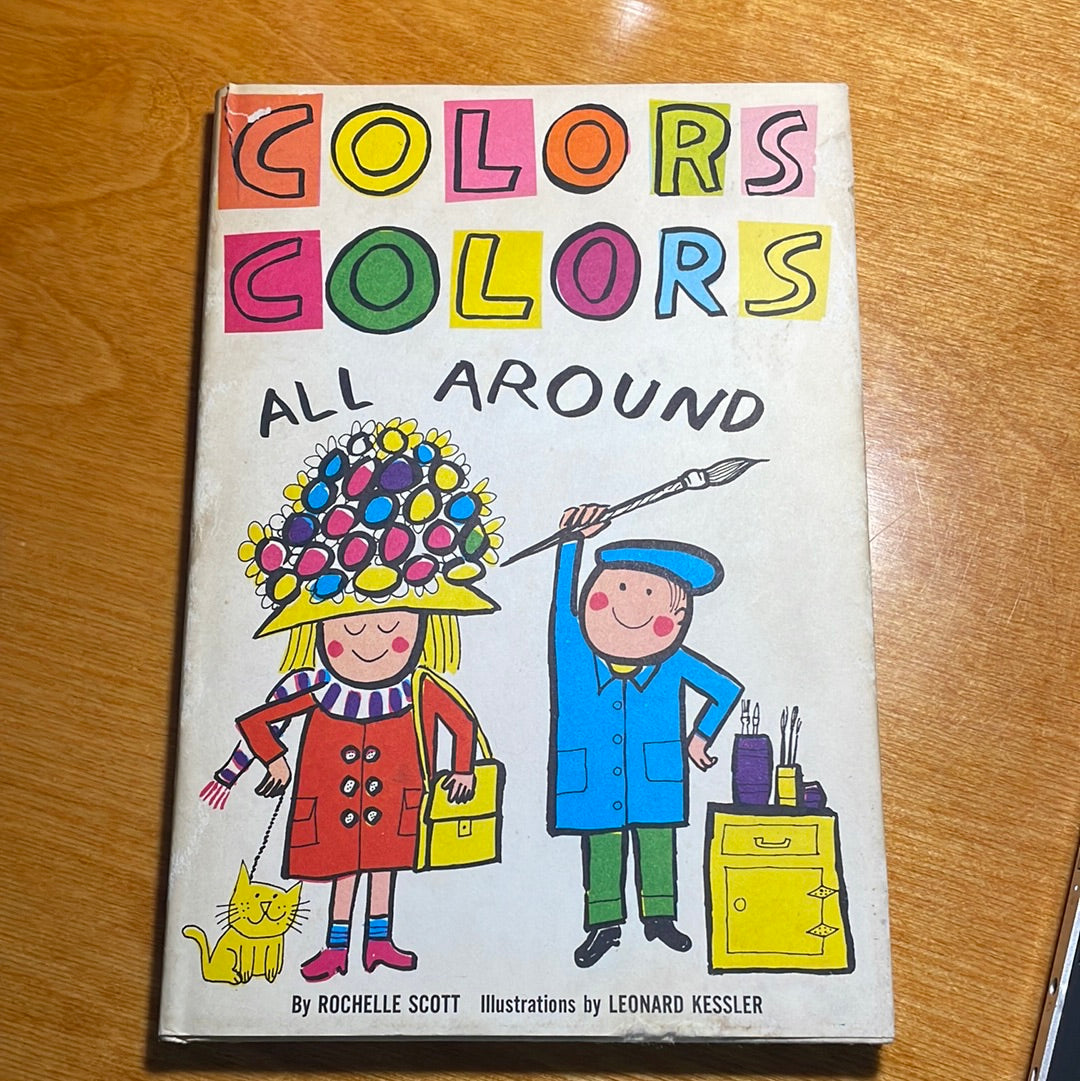 COLORS
COLORS
ALL AROUND
By ROCHELLE SCOTT Illustrations by LEONARD KESSLER